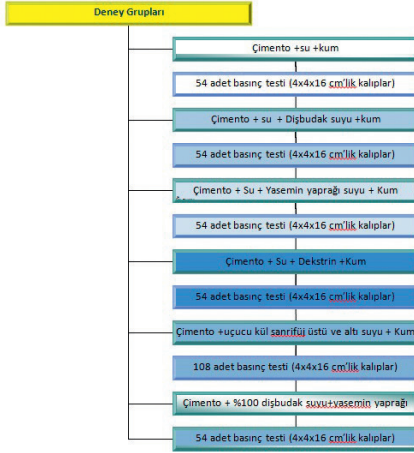 Deney Grupları
Çimento +su +kum
54 adet basınç testi (4x4x16 cm'lik kalıplar)
Çimento + su + Dişbudak suyu +kum
54 adet basınç testi (4x4x16 cm'lik kalıplar)
Çimento + Su + Yasemin yaprağı suyu + Kum
54 adet basınç testi (4x4x16 cm'lik kalıplar)
Çimento + Su + Dekstrin +Kum
54 adet basınç testi (4x4x16 cm'lik kalıplar)
Çimento +uçucu kül sanrifüj üstü ve altı suyu + Kum
108 adet basınç testi (4x4x16 cm'lik kalıplar)
Çimento + %100 dişbudak suyu+yasemin yaprağı
54 adet basınç testi (4x4x16 cm'lik kalıplar)